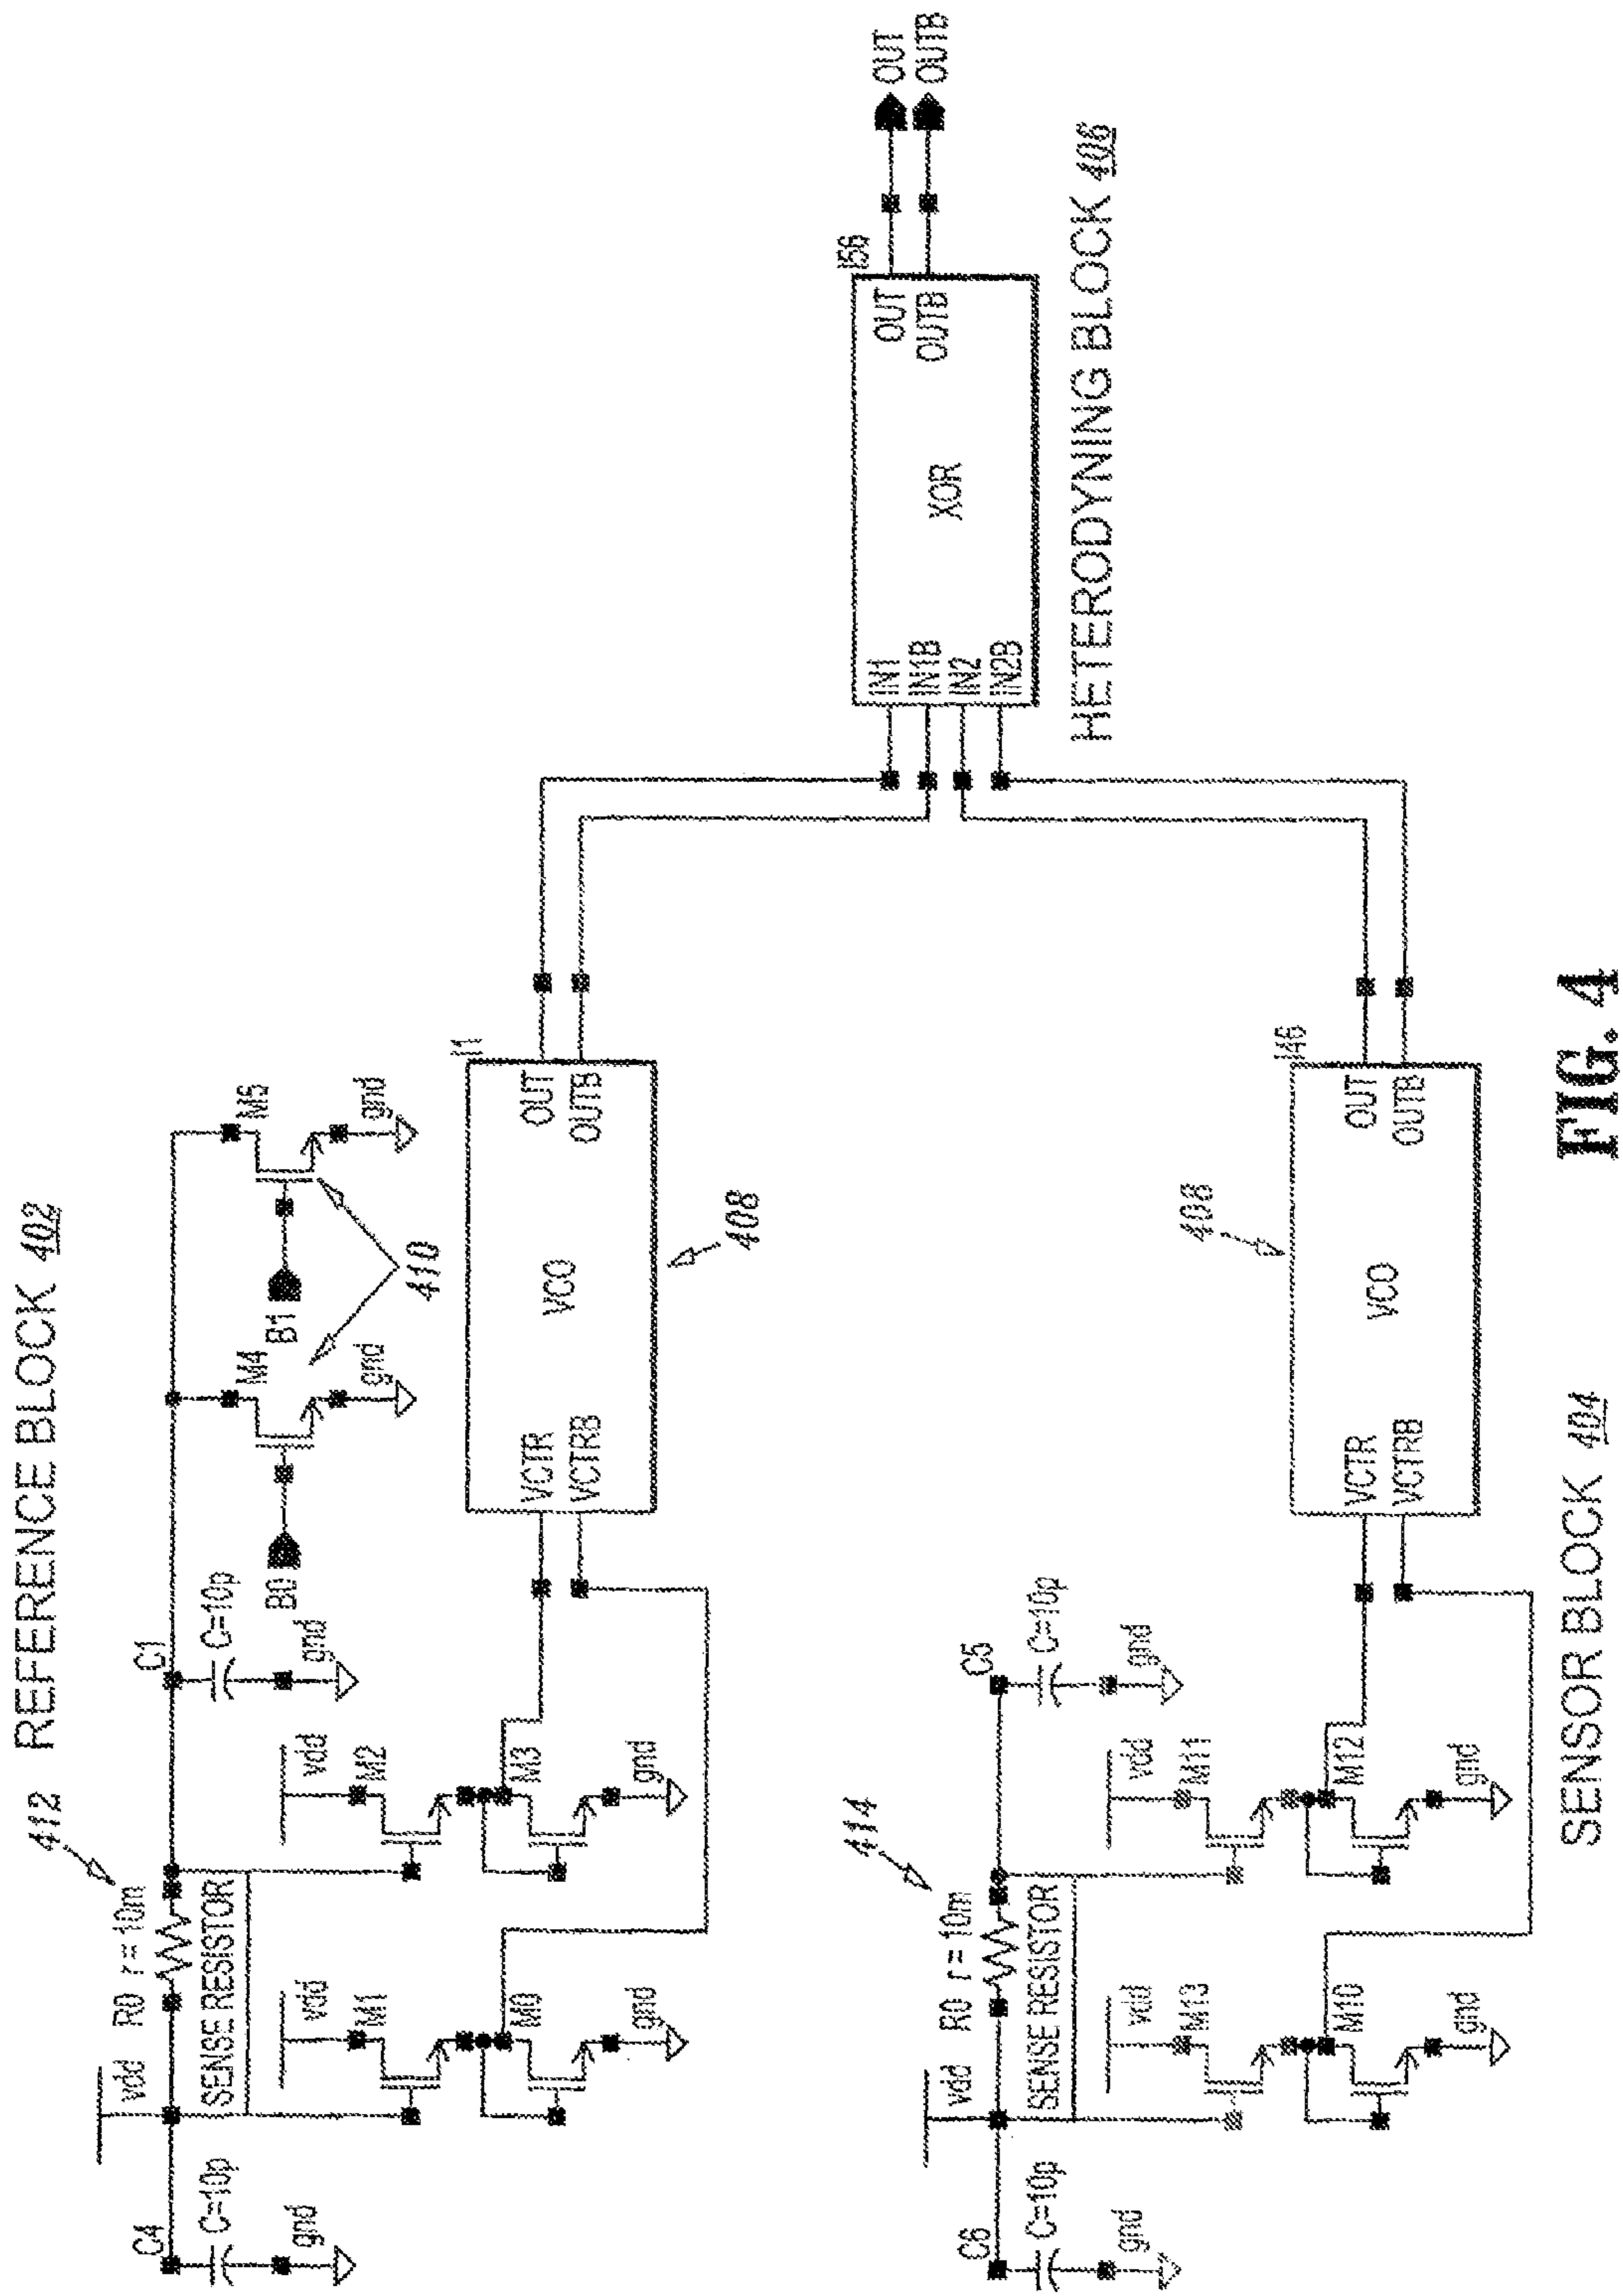 412
REFERENCE BLOCK 402
C4
C=10p
gnd
vdd
R0 r=10m
SENSE RESISTOR
C1
C=10p
gnd
vdd
M1
M0
gnd
vdd
M2
M3
gnd
B0
M4
gnd
B1
M5
gnd
410
VCTR
VCTRB
VCO
OUT
OUTB
I1
408
414
C6
C=10p
gnd
vdd
R0 r=10m
SENSE RESISTOR
C5
C=10p
gnd
vdd
M13
M10
gnd
vdd
M11
M12
gnd
VCTR
VCTRB
VCO
OUT
OUTB
I46
408
SENSOR BLOCK 404
IN1
IN1B
IN2
IN2B
XOR
OUT
OUTB
I56
OUT
OUTB
HETERODYNING BLOCK 406
FIG. 4